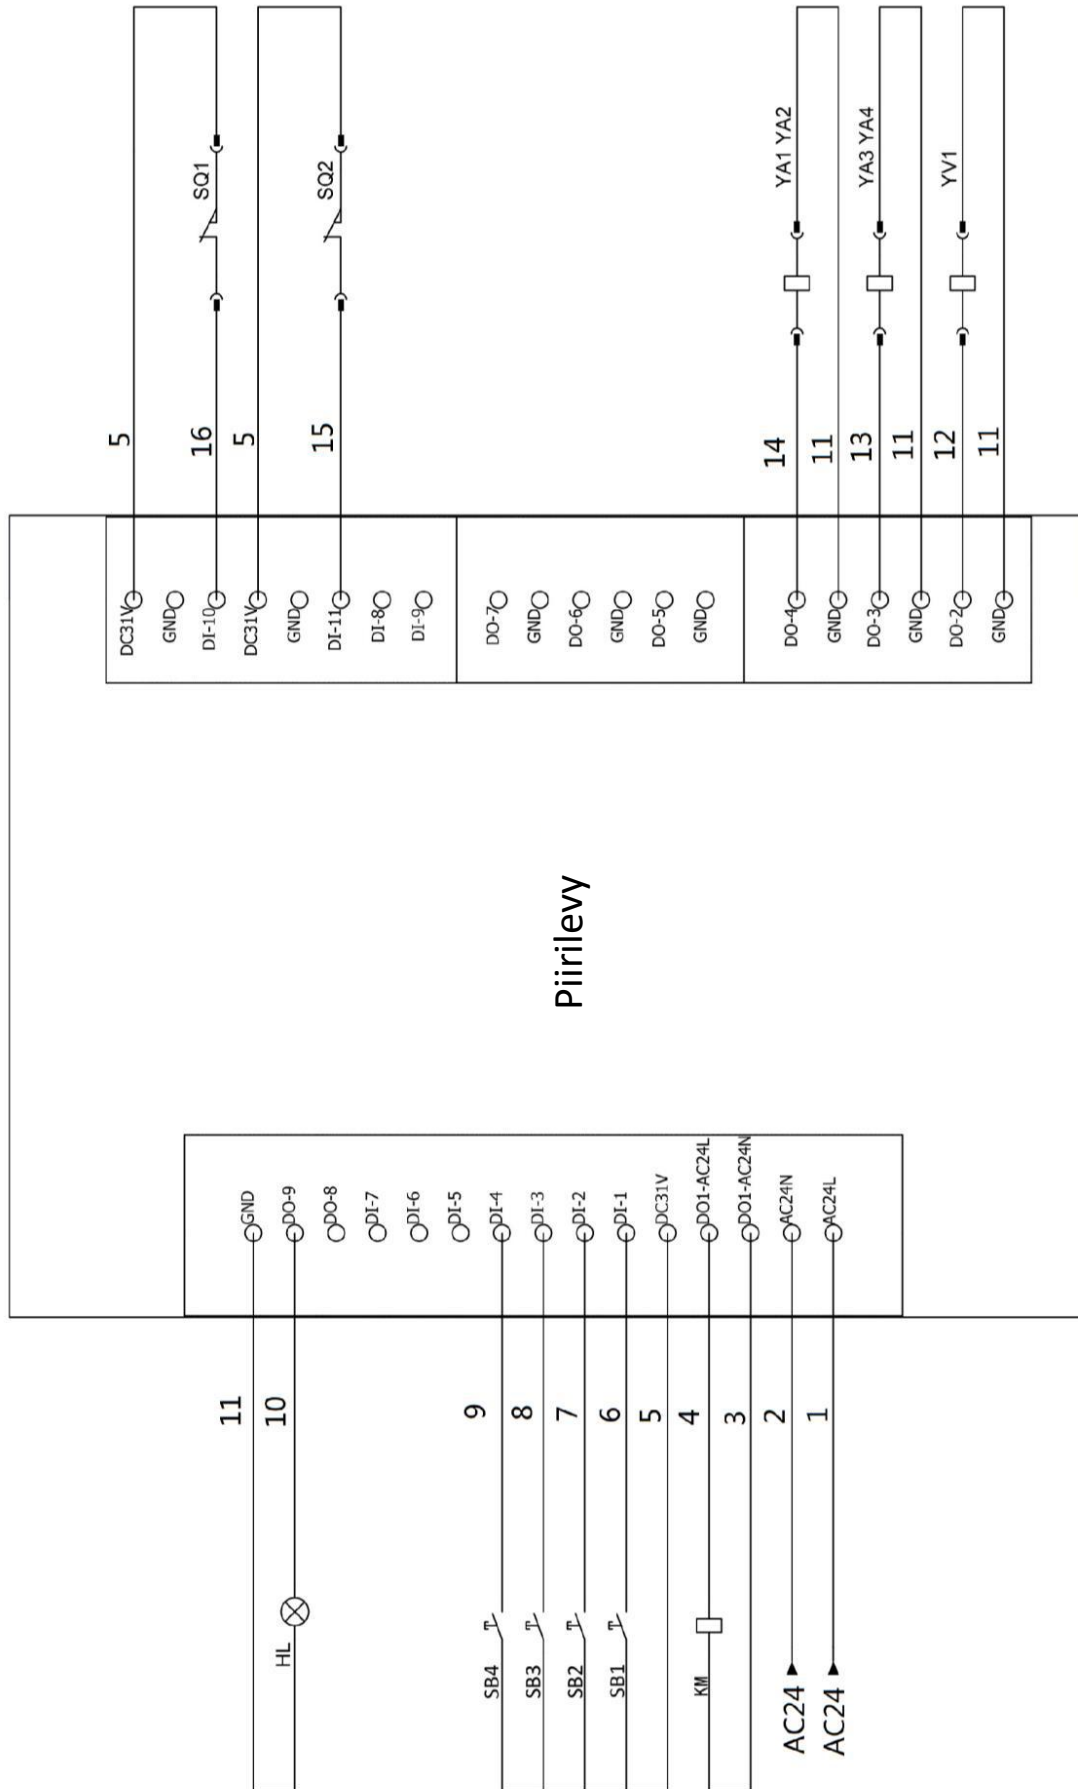 5
16
5
15
14
11
13
11
12
11
SQ1
SQ2
YA1 YA2
YA3 YA4
YV1
DC31V
GND
DI-10
DC31V
GND
DI-11
DI-8
DI-9
DO-7
GND
DO-6
GND
DO-5
GND
DO-4
GND
DO-3
GND
DO-2
GND
Piirilevy
GND
DO-9
DO-8
DI-7
DI-6
DI-5
DI-4
DI-3
DI-2
DI-1
DC31V
DO1-AC24L
DO1-AC24N
AC24N
AC24L
11
10
9
8
7
6
5
4
3
2
1
HL
SB4
SB3
SB2
SB1
KM
AC24
AC24